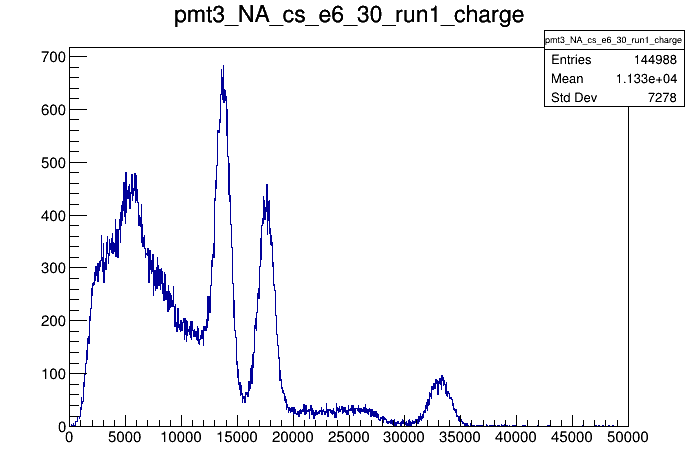 pmt3_NA_cs_e6_30_run1_charge
pmt3_NA_cs_e6_30_run1_charge
Entries 144988
Mean 1.133e+04
Std Dev 7278
700
600
500
400
300
200
100
0
0 5000 10000 15000 20000 25000 30000 35000 40000 45000 50000